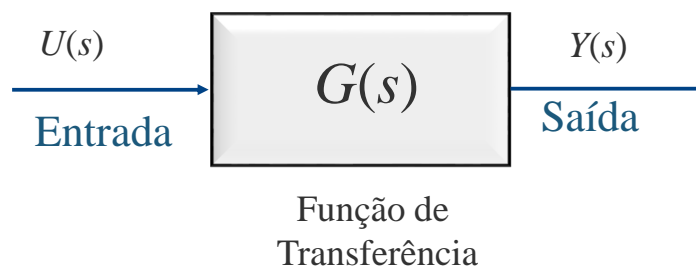 U(s)
Entrada
G(s)
Y(s)
Saída
Função de
Transferência